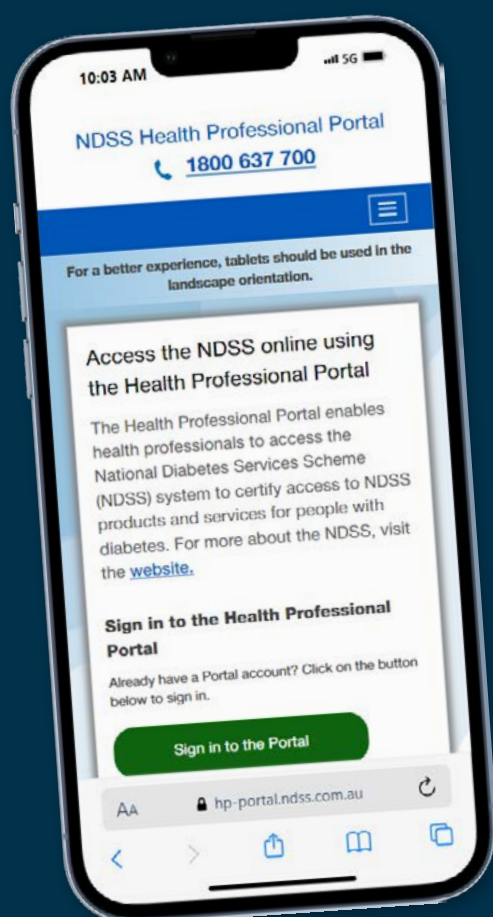 10:03 AM
5G
NDSS Health Professional Portal
1800 637 700
For a better experience, tablets should be used in the
landscape orientation.
Access the NDSS online using
the Health Professional Portal
The Health Professional Portal enables
health professionals to access the
National Diabetes Services Scheme
(NDSS) system to certify access to NDSS
products and services for people with
diabetes. For more about the NDSS, visit
the website.
Sign in to the Health Professional
Portal
Already have a Portal account? Click on the button
below to sign in.
Sign in to the Portal
AA
hp-portal.ndss.com.au